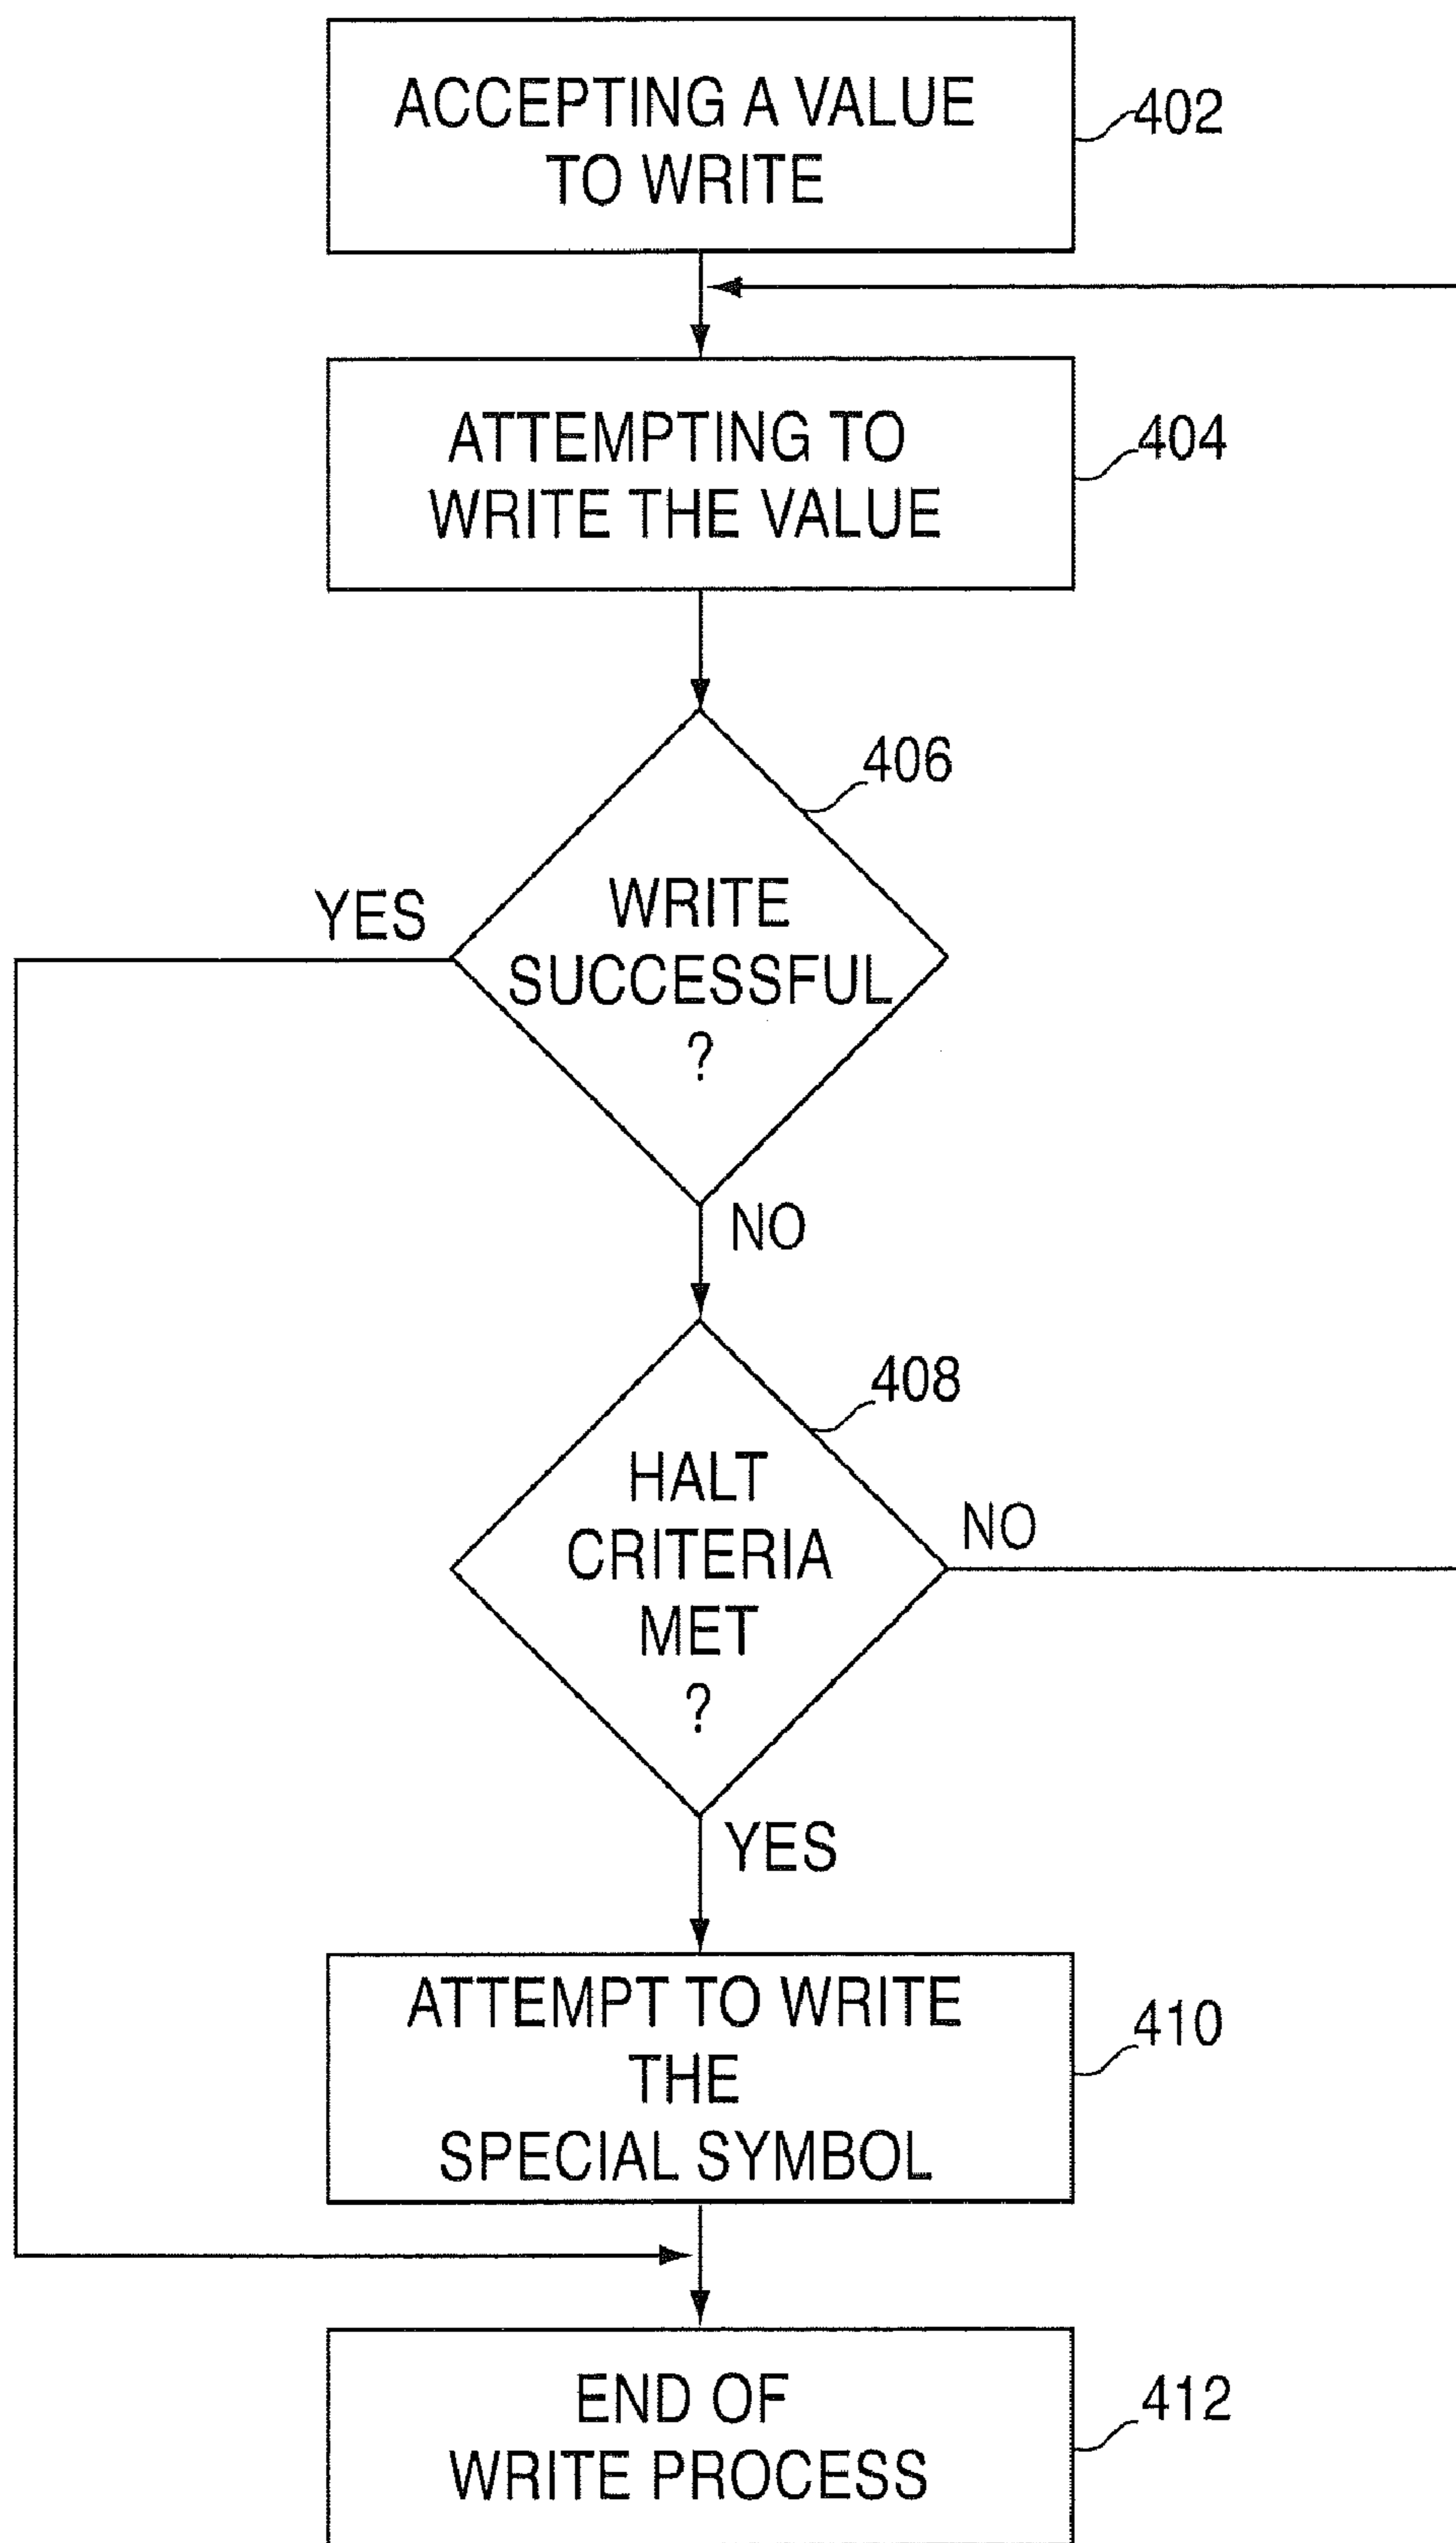 ACCEPTING A VALUE
TO WRITE
402
ATTEMPTING TO
WRITE THE VALUE
404
406
WRITE
SUCCESSFUL
?
YES
NO
408
HALT
CRITERIA
MET
?
NO
YES
ATTEMPT TO WRITE
THE
SPECIAL SYMBOL
410
END OF
WRITE PROCESS
412